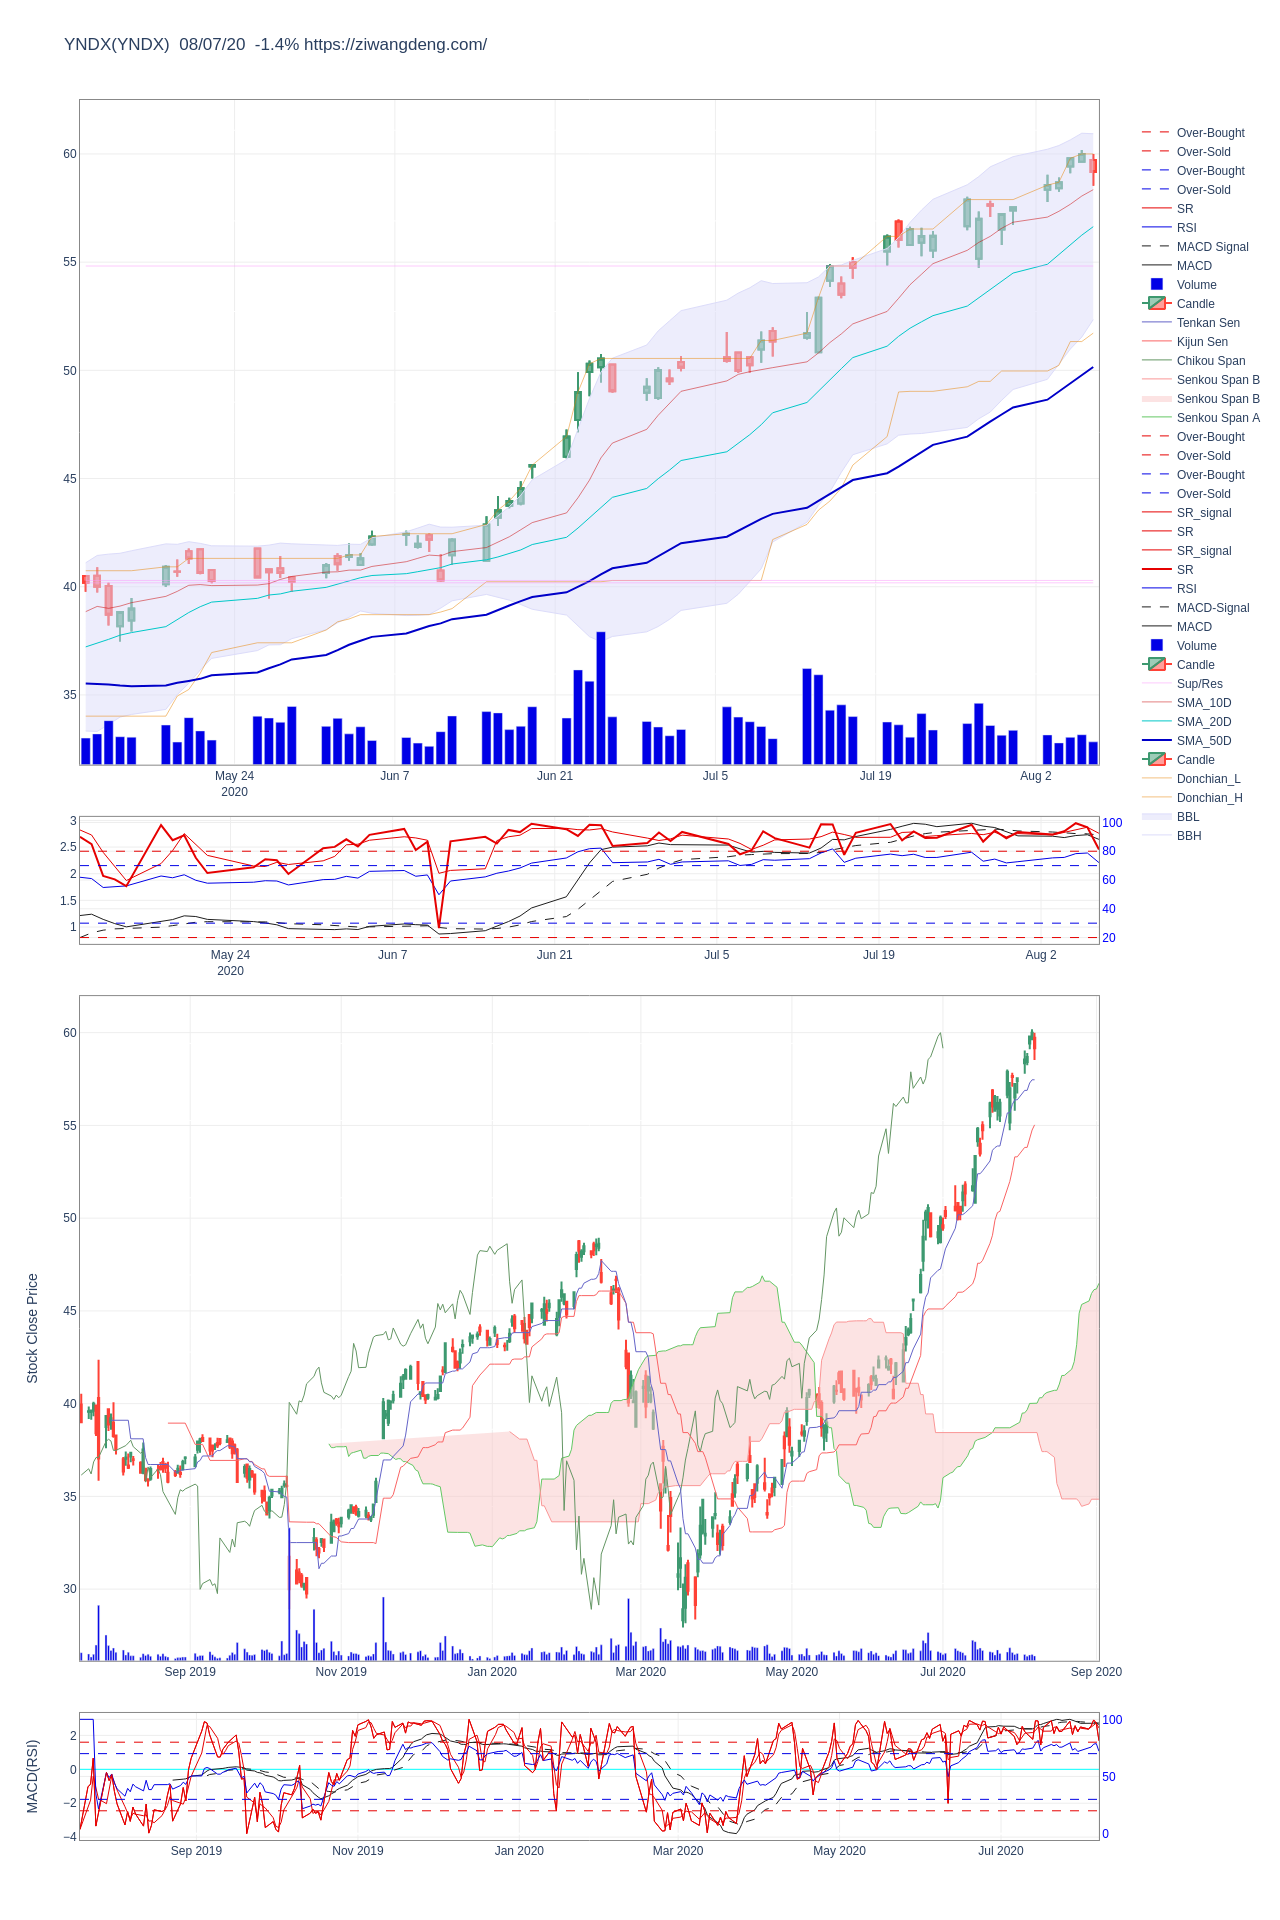 YNDX(YNDX)  08/07/20  -1.4% https://ziwangdeng.com/
60
55
50
45
40
35
May 24
2020
Jun 7
Jun 21
Jul 5
Jul 19
Aug 2
Over-Bought
Over-Sold
Over-Bought
Over-Sold
SR
RSI
MACD Signal
MACD
Volume
Candle
Tenkan Sen
Kijun Sen
Chikou Span
Senkou Span B
Senkou Span B
Senkou Span A
Over-Bought
Over-Sold
Over-Bought
Over-Sold
SR_signal
SR
SR_signal
SR
RSI
MACD-Signal
MACD
Volume
Candle
Sup/Res
SMA_10D
SMA_20D
SMA_50D
Candle
Donchian_L
Donchian_H
BBL
BBH
3
2.5
2
1.5
1
100
80
60
40
20
May 24
2020
Jun 7
Jun 21
Jul 5
Jul 19
Aug 2
Stock Close Price
60
55
50
45
40
35
30
Sep 2019
Nov 2019
Jan 2020
Mar 2020
May 2020
Jul 2020
Sep 2020
MACD(RSI)
2
0
−2
−4
100
50
0
Sep 2019
Nov 2019
Jan 2020
Mar 2020
May 2020
Jul 2020